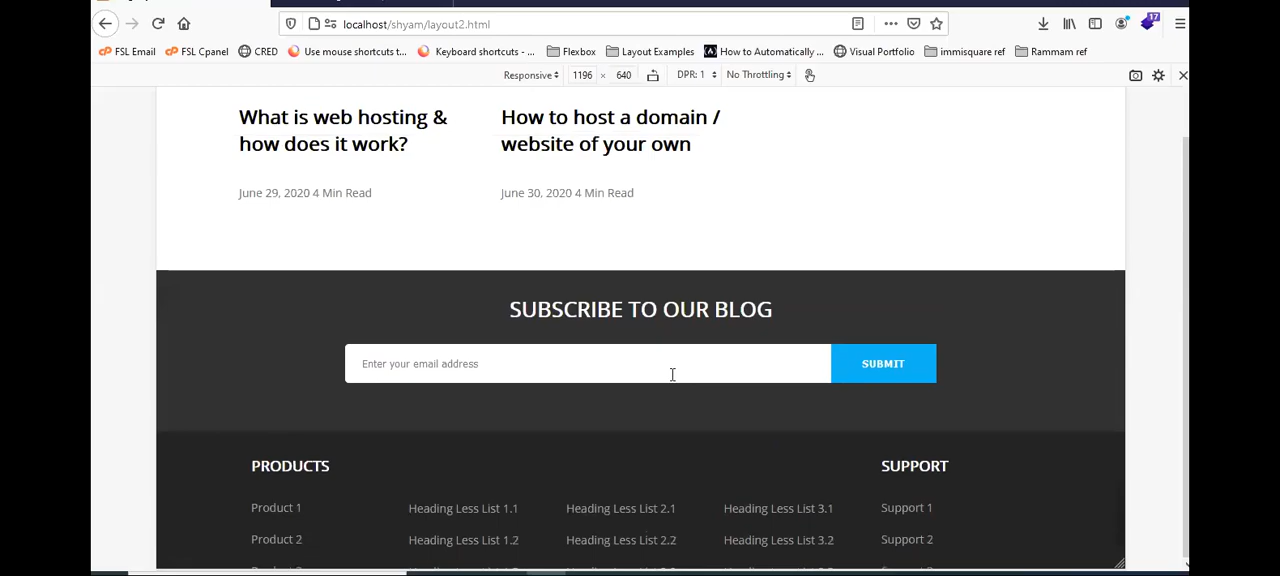 localhost/shyam/layout2.html
17
FSL Email
FSL Cpanel
CRED
Use mouse shortcuts t...
Keyboard shortcuts - ...
Flexbox
Layout Examples
How to Automatically ...
Visual Portfolio
immisquare ref
Rammam ref
Responsive
1196 × 640
DPR: 1
No Throttling
What is web hosting &
how does it work?
June 29, 2020 4 Min Read
How to host a domain /
website of your own
June 30, 2020 4 Min Read
SUBSCRIBE TO OUR BLOG
Enter your email address
SUBMIT
PRODUCTS
SUPPORT
Product 1
Heading Less List 1.1
Heading Less List 2.1
Heading Less List 3.1
Support 1
Product 2
Heading Less List 1.2
Heading Less List 2.2
Heading Less List 3.2
Support 2